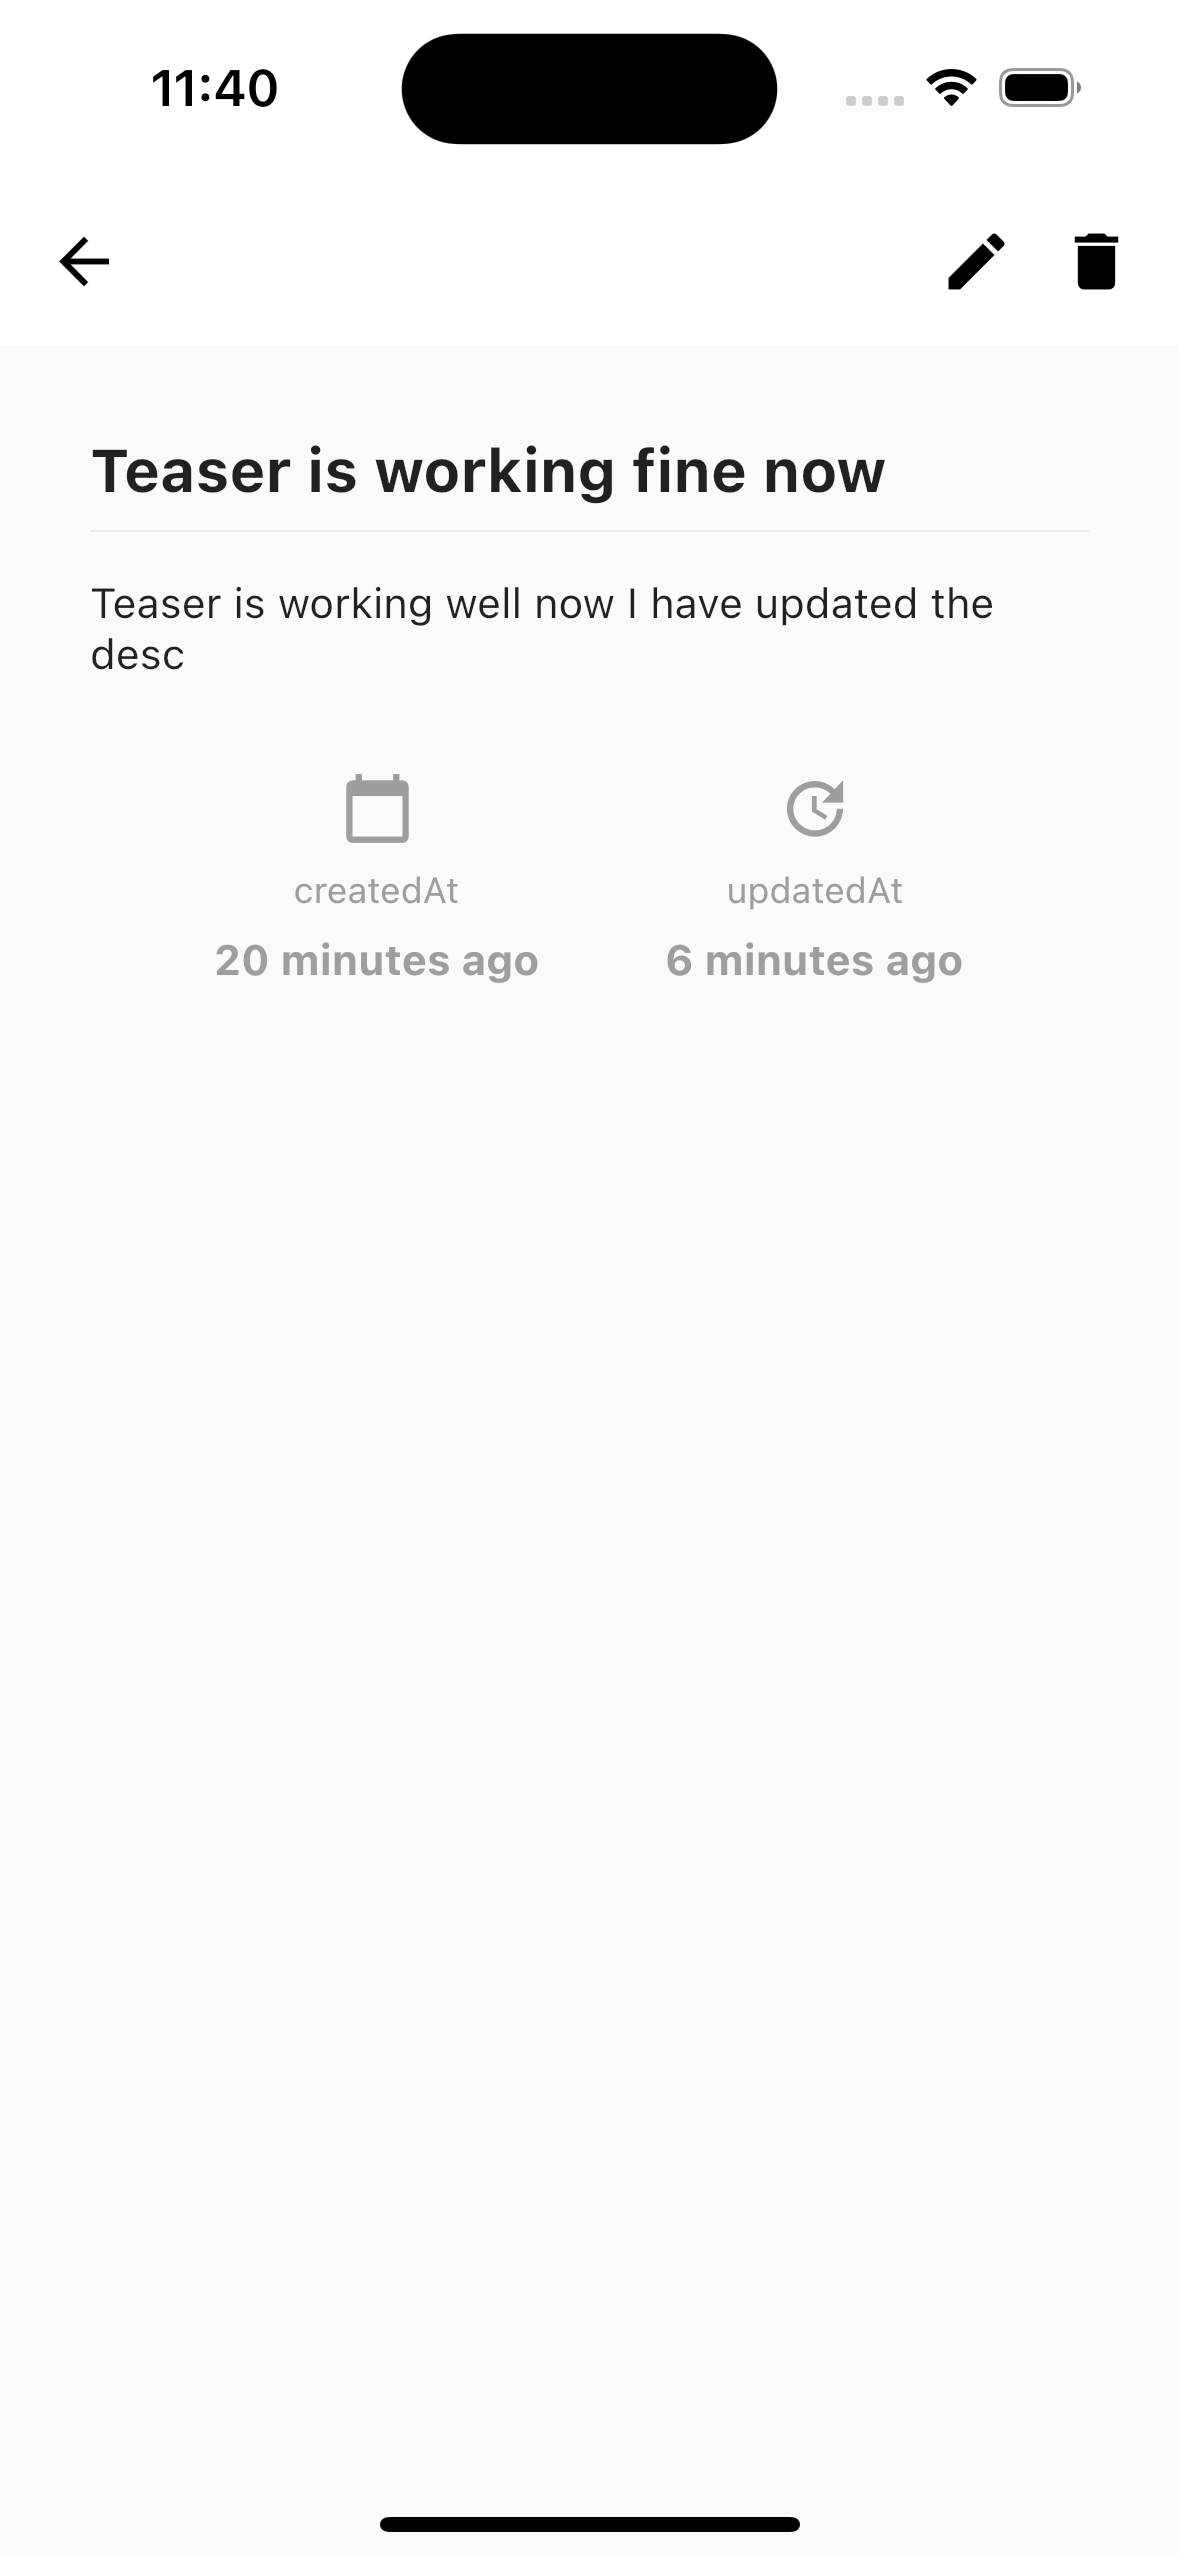 11:40
Teaser is working fine now
Teaser is working well now I have updated the
desc
createdAt
updatedAt
20 minutes ago
6 minutes ago